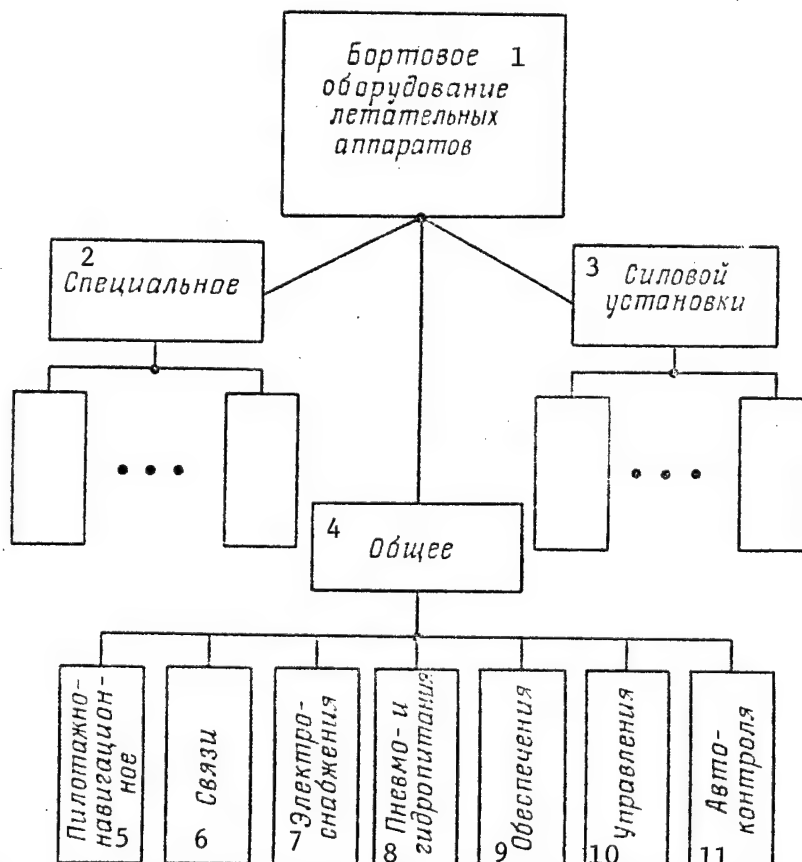 Бортовое 1
оборудование
летательных
аппаратов
2
Специальное
3 Силовой
установки
4
Общее
Пилотажно-
навигацион-
ное
5
Связи
6
Электро-
снабжения
7
Пневмо- и
гидропитания
8
Обеспечения
9
Управления
10
Авто-
контроля
11